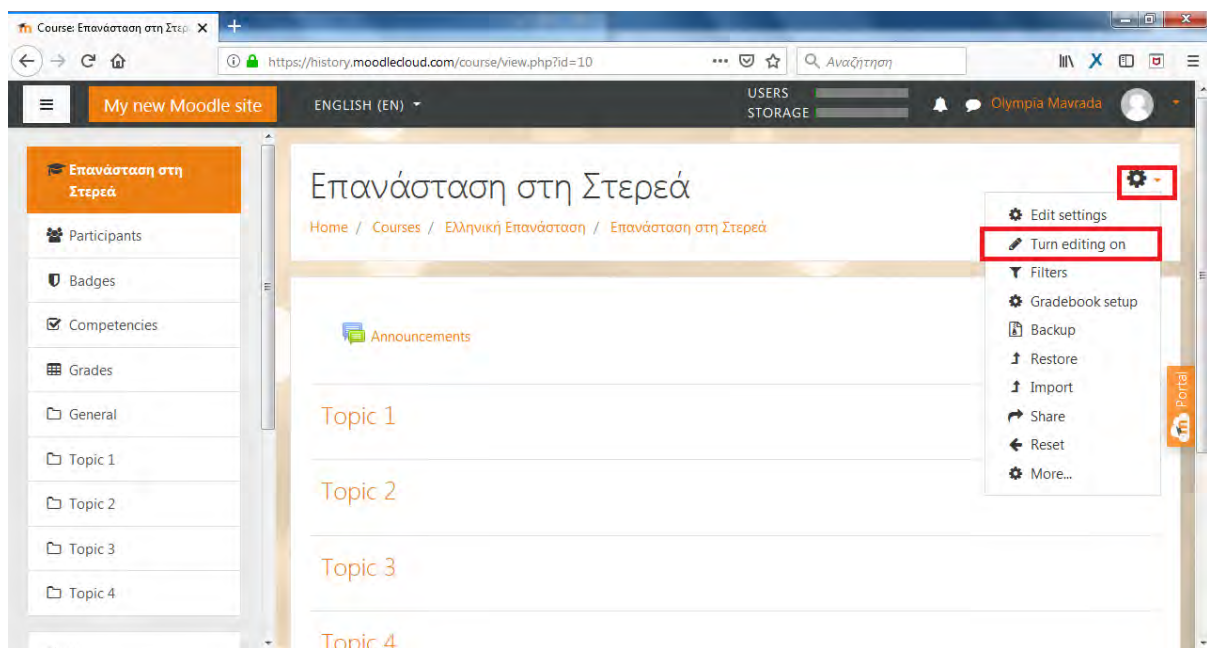 Course: Επανάσταση στη Στερ
https://history.moodlecloud.com/course/view.php?id=10
Αναζήτηση
My new Moodle site
ENGLISH (EN)
USERS
STORAGE
Olympia Mavrada
Επανάσταση στη
Στερεά
Participants
Badges
Competencies
Grades
General
Topic 1
Topic 2
Topic 3
Topic 4
Επανάσταση στη Στερεά
Home / Courses / Ελληνική Επανάσταση / Επανάσταση στη Στερεά
Edit settings
Turn editing on
Filters
Gradebook setup
Backup
Restore
Import
Share
Reset
More...
Announcements
Topic 1
Topic 2
Topic 3
Topic 4
Portal